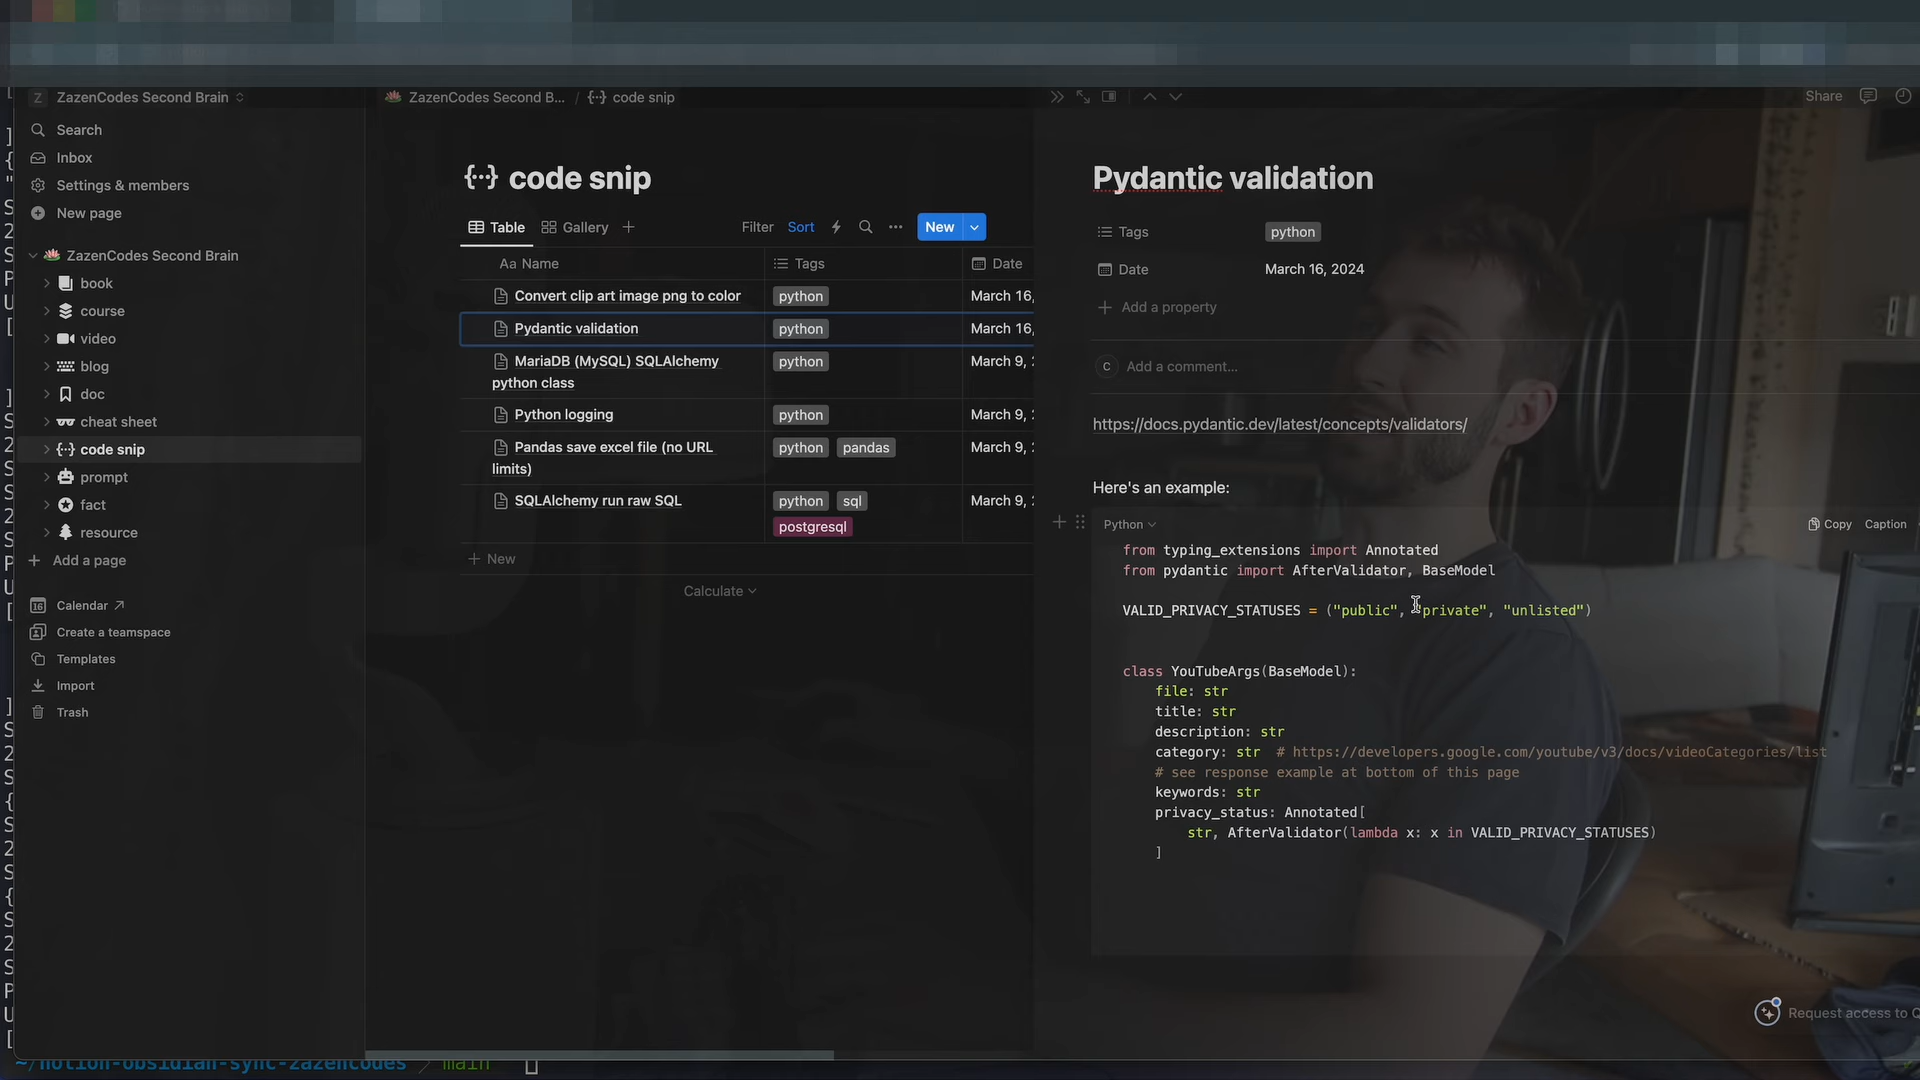 ZazenCodes Second Brain
Search
Inbox
Settings & members
New page
ZazenCodes Second Brain
book
course
video
blog
doc
cheat sheet
code snip
prompt
fact
resource
Add a page
Calendar ↗
Create a teamspace
Templates
Import
Trash
ZazenCodes Second B... / {··} code snip
{··} code snip
Table Gallery +
Filter Sort New
Aa Name Tags Date
Convert clip art image png to color python March 16,
Pydantic validation python March 16,
MariaDB (MySQL) SQLAlchemy python March 9, 2
python class
Python logging python March 9, 2
Pandas save excel file (no URL python pandas March 9, 2
limits)
SQLAlchemy run raw SQL python sql March 9, 2
postgresql
+ New
Calculate
Share
Pydantic validation
Tags python
Date March 16, 2024
+ Add a property
C Add a comment...
https://docs.pydantic.dev/latest/concepts/validators/
Here's an example:
Python Copy Caption
from typing_extensions import Annotated
from pydantic import AfterValidator, BaseModel
VALID_PRIVACY_STATUSES = ("public", "private", "unlisted")
class YouTubeArgs(BaseModel):
file: str
title: str
description: str
category: str # https://developers.google.com/youtube/v3/docs/videoCategories/list
# see response example at bottom of this page
keywords: str
privacy_status: Annotated[
str, AfterValidator(lambda x: x in VALID_PRIVACY_STATUSES)
]
Request access to
~/notion-obsidian-sync-zazencodes / main